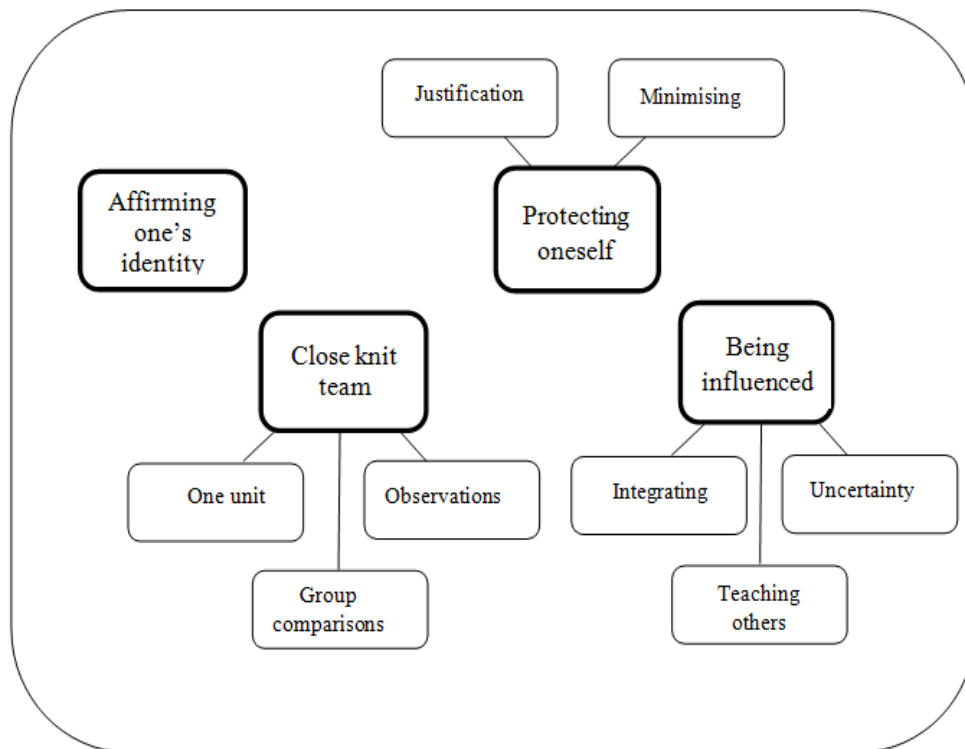 Justification
Minimising
Affirming
one’s
identity
Protecting
oneself
Close knit
team
Being
influenced
One unit
Observations
Integrating
Uncertainty
Group
comparisons
Teaching
others